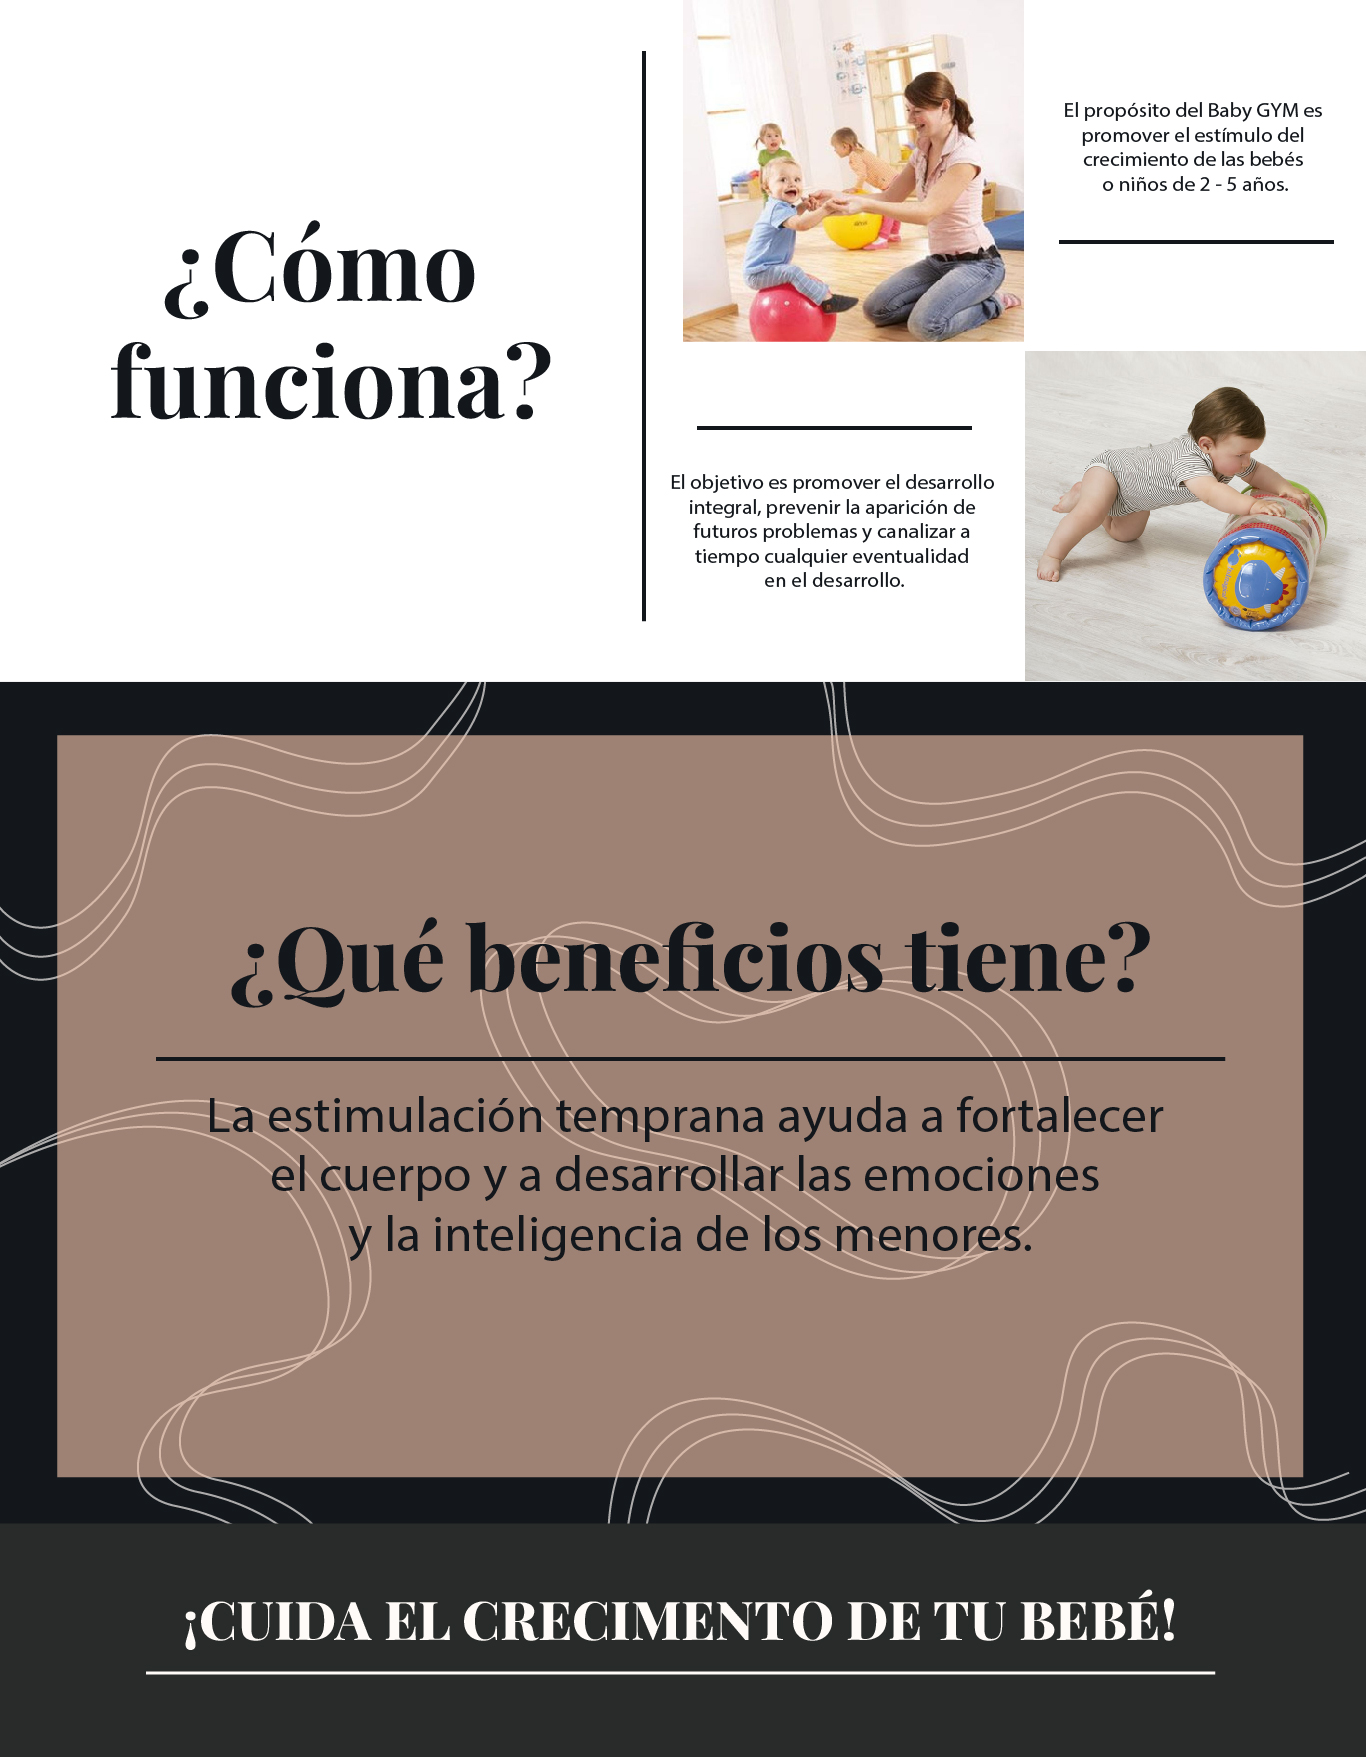 ¿Cómo
funciona?
El propósito del Baby GYM es
promover el estímulo del
crecimiento de las bebés
o niños de 2 - 5 años.
El objetivo es promover el desarrollo
integral, prevenir la aparición de
futuros problemas y canalizar a
tiempo cualquier eventualidad
en el desarrollo.
¿Qué beneficios tiene?
La estimulación temprana ayuda a fortalecer
el cuerpo y a desarrollar las emociones
y la inteligencia de los menores.
¡CUIDA EL CRECIMENTO DE TU BEBÉ!